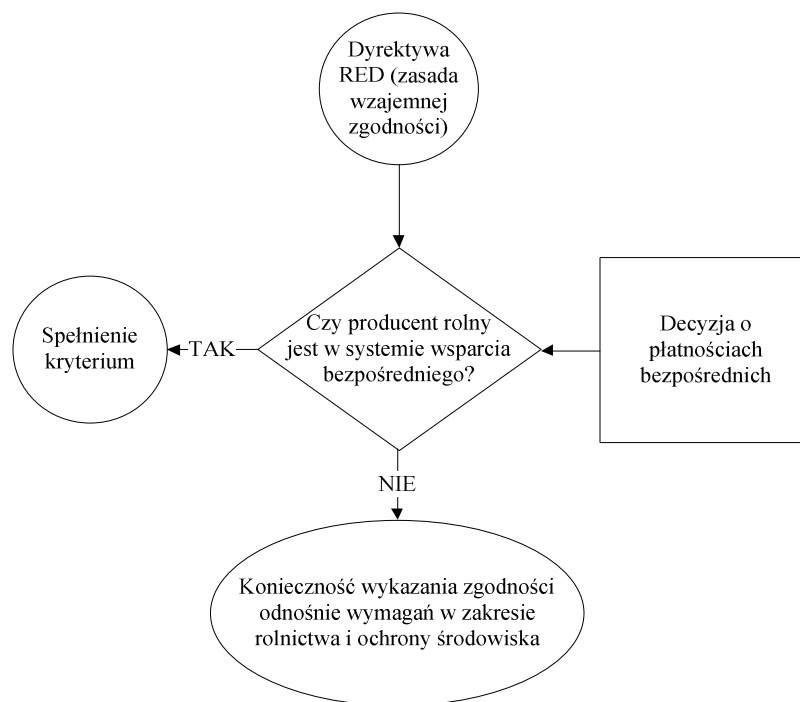 Dyrektywa
RED (zasada
wzajemnej
zgodności)
Czy producent rolny
jest w systemie wsparcia
bezpośredniego?
Decyzja o
płatnościach
bezpośrednich
TAK
Spełnienie
kryterium
NIE
Konieczność wykazania zgodności
odnośnie wymagań w zakresie
rolnictwa i ochrony środowiska